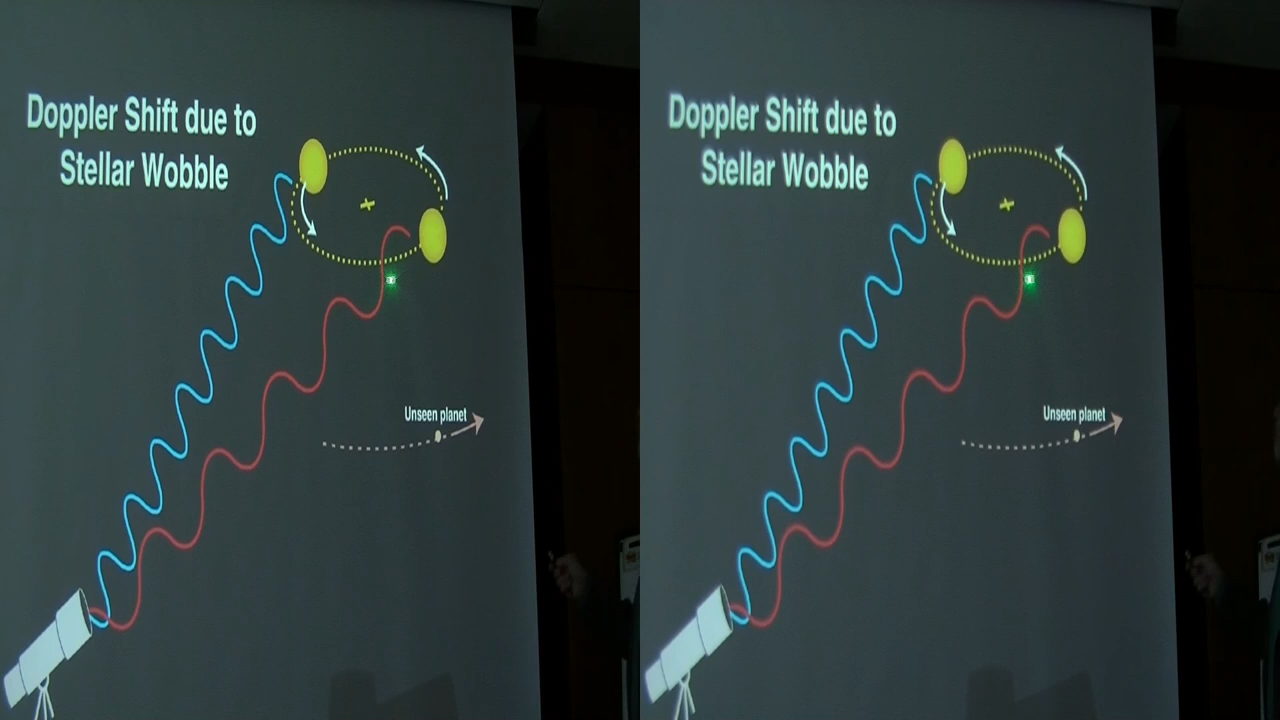 Doppler Shift due to
Stellar Wobble
Unseen planet
Doppler Shift due to
Stellar Wobble
Unseen planet